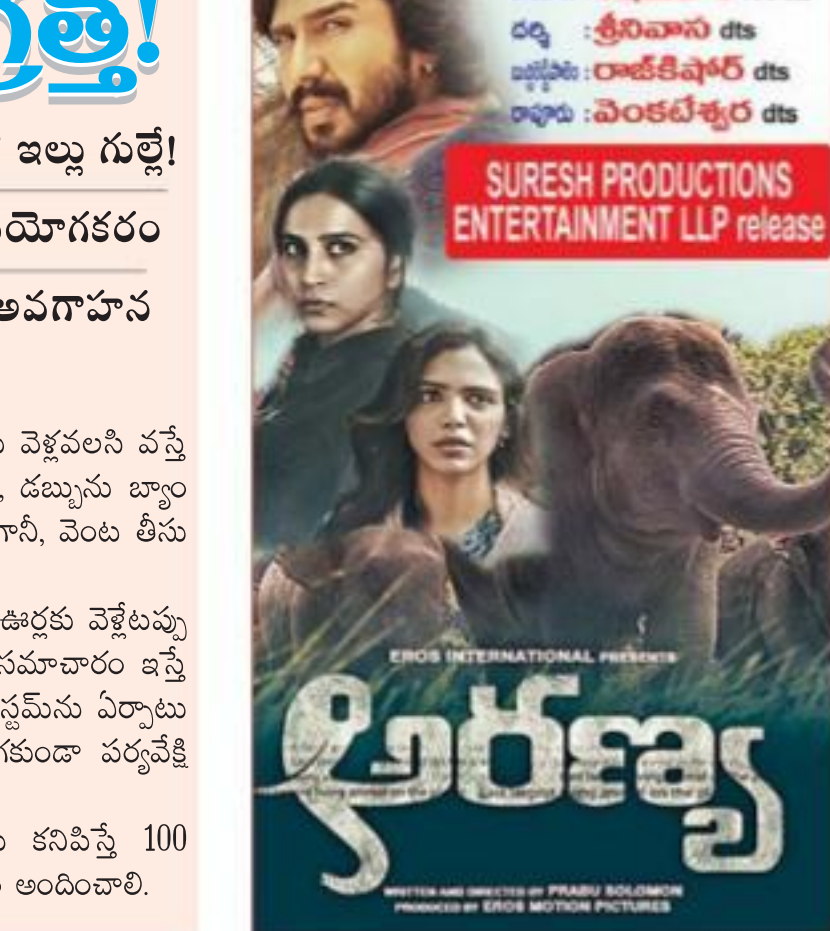 గ్రత్త!
ఇల్లు గుల్లే!
యోగకరం
అవగాహన
వెళ్లవలసి వస్తే
డబ్బును బ్యాం
గానీ, వెంట తీసు
ఊర్లకు వెళ్లేటప్పు
సమాచారం ఇస్తే
స్టమ్‌ను ఏర్పాటు
గకుండా పర్యవేక్షి
కనిపిస్తే 100
అందించాలి.
దర్శి : శ్రీనివాస dts
: రాజ్‌కిషోర్ dts
రాపూరు : వెంకటేశ్వర dts
SURESH PRODUCTIONS
ENTERTAINMENT LLP release
EROS INTERNATIONAL PRESENTS
అరణ్య
WRITTEN AND DIRECTED BY PRABU SOLOMON
PRODUCED BY EROS MOTION PICTURES